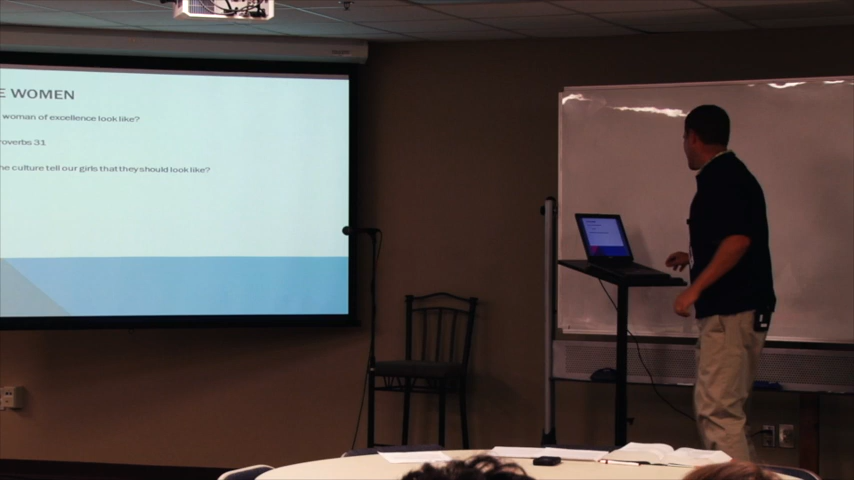 E WOMEN
woman of excellence look like?
roverbs 31
he culture tell our girls that they should look like?